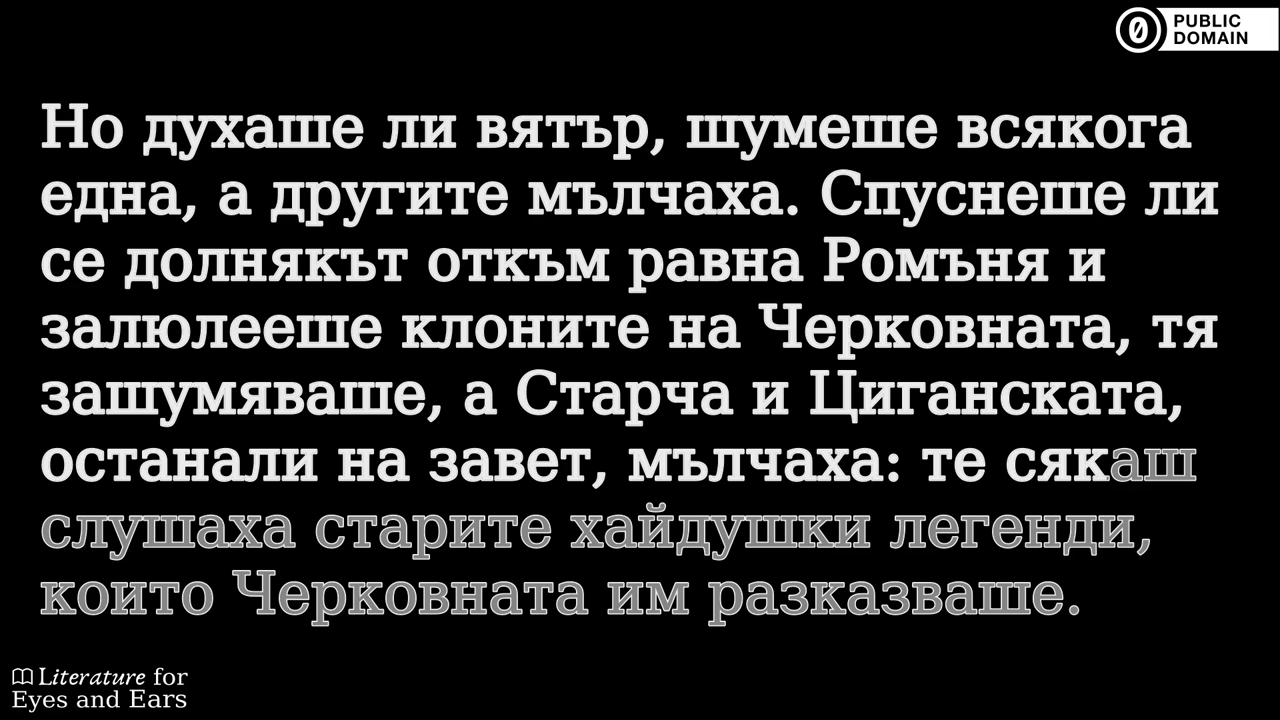 PUBLIC
DOMAIN
Но духаше ли вятър, шумеше всякога
една, а другите мълчаха. Спуснеше ли
се долнякът откъм равна Ромъня и
залюлееше клоните на Черковната, тя
зашумяваше, а Старча и Циганската,
останали на завет, мълчаха: те сякаш
слушаха старите хайдушки легенди,
които Черковната им разказваше.
Literature for
Eyes and Ears